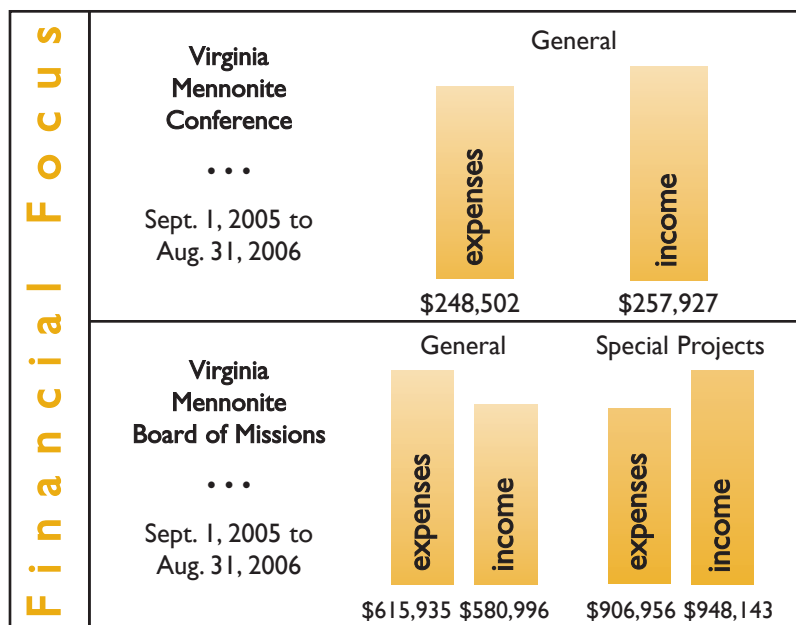 Financial Focus
Virginia
Mennonite
Conference
...
Sept. 1, 2005 to
Aug. 31, 2006
General
expenses
income
$248,502
$257,927
Virginia
Mennonite
Board of Missions
...
Sept. 1, 2005 to
Aug. 31, 2006
General
expenses
income
$615,935 $580,996
Special Projects
expenses
income
$906,956 $948,143